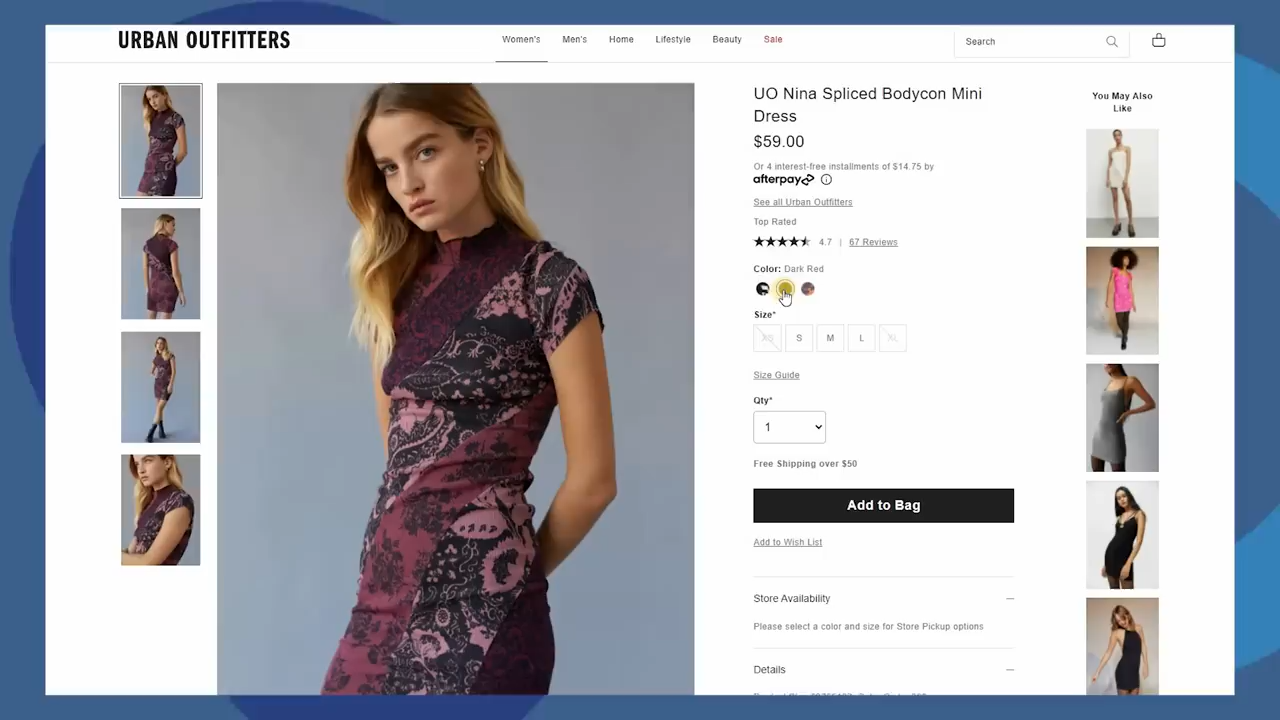 URBAN OUTFITTERS
Women's
Men's
Home
Lifestyle
Beauty
Sale
Search
UO Nina Spliced Bodycon Mini
Dress
$59.00
Or 4 interest-free installments of $14.75 by
afterpay
See all Urban Outfitters
Top Rated
4.7 | 67 Reviews
Color: Dark Red
Size*
XS S M L XL
Size Guide
Qty*
1
Free Shipping over $50
Add to Bag
Add to Wish List
Store Availability
Please select a color and size for Store Pickup options
Details
You May Also
Like